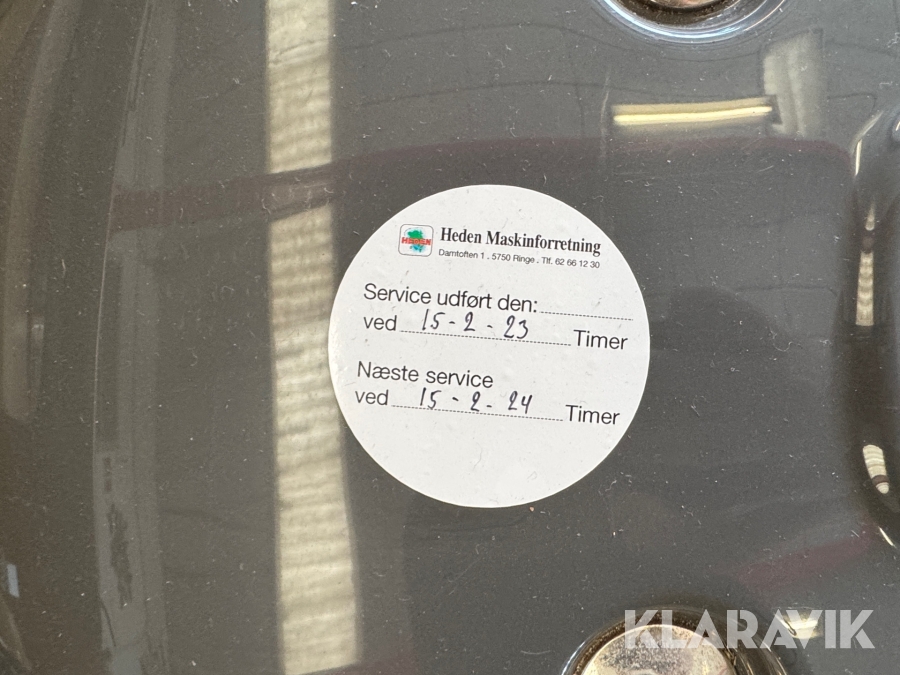 HEDEN
Heden Maskinforretning
Damtoften 1 . 5750 Ringe . Tlf. 62 66 12 30
Service udført den:
ved 15-2-23 Timer
Næste service
ved 15-2-24 Timer
KLARAVIK